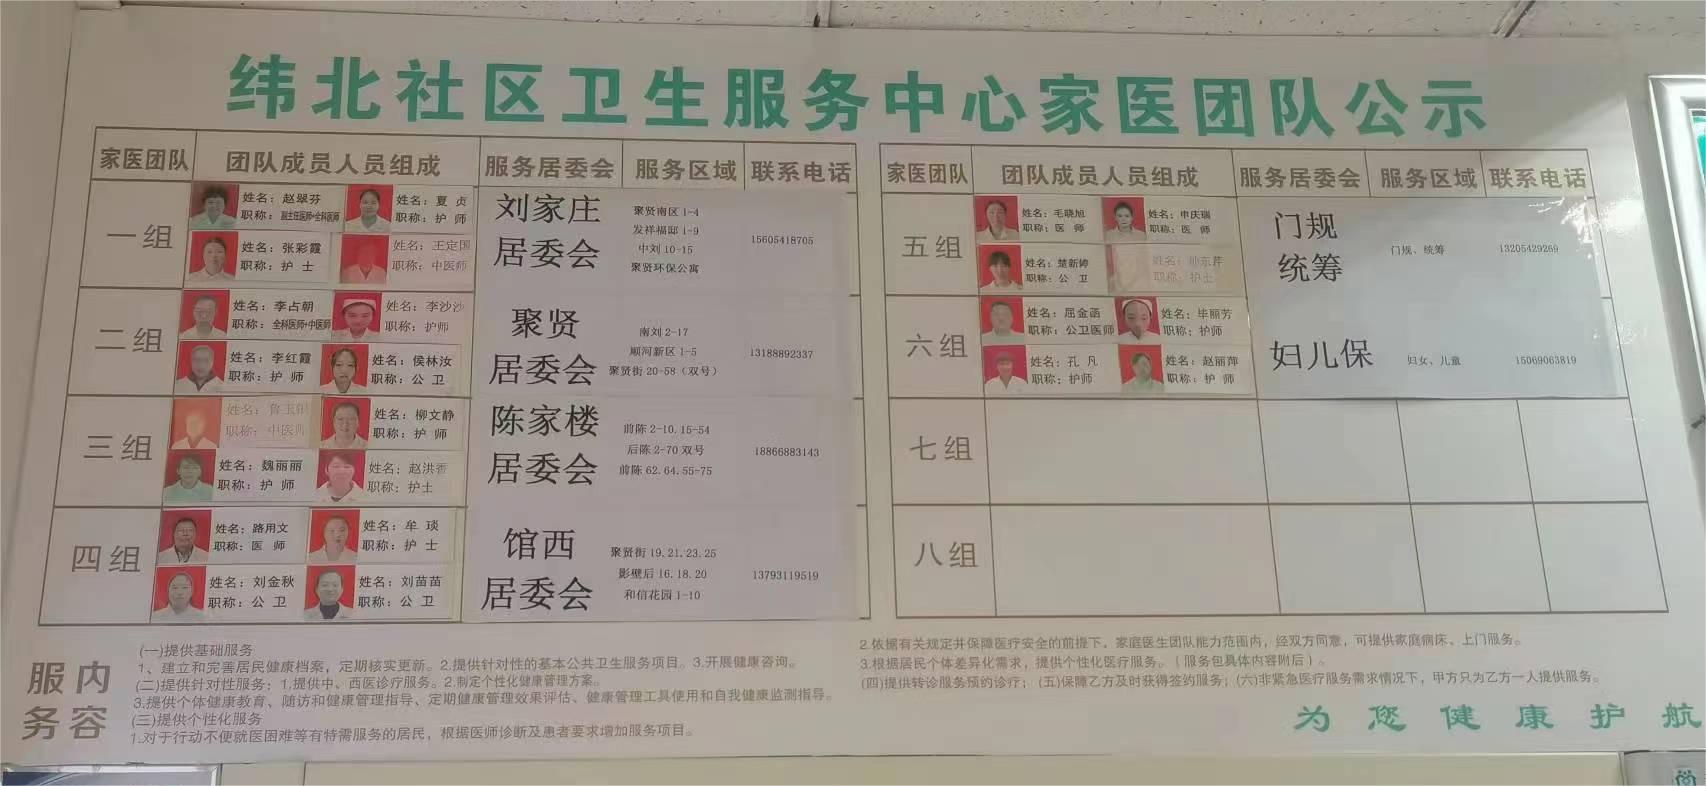 纬北社区卫生服务中心家医团队公示
家医团队 团队成员人员组成 服务居委会 服务区域 联系电话
一组
姓名：赵翠芬
职称：副主任医师+全科医师
姓名：夏 贞
职称：护 师
姓名：张彩霞
职称：护 士
姓名：王定国
职称：中医师
刘家庄
居委会
聚贤南区 1-4
发祥福邸 1-9
中刘 10-15
聚贤环保公寓
15605418705
二组
姓名：李占朝
职称：全科医师+中医师
姓名：李沙沙
职称：护师
姓名：李红霞
职称：护 师
姓名：侯林汝
职称：公 卫
聚贤
居委会
南刘 2-17
顺河新区 1-5
聚贤街 20-58（双号）
13188892337
三组
姓名：鲁玉
职称：中医师
姓名：柳文静
职称：护 师
姓名：魏丽丽
职称：护 师
姓名：赵洪香
职称：护士
陈家楼
居委会
前陈 2-10.15-54
后陈 2-70 双号
前陈 62.64.55-75
18866883143
四组
姓名：路用文
职称：医 师
姓名：牟 琰
职称：护 士
姓名：刘金秋
职称：公 卫
姓名：刘苗苗
职称：公 卫
馆西
居委会
聚贤街 19.21.23.25
影壁后 16.18.20
和信花园 1-10
13793119519
家医团队 团队成员人员组成 服务居委会 服务区域 联系电话
五组
姓名：毛晓旭
职称：医 师
姓名：申庆瑞
职称：医 师
姓名：楚新婷
职称：公 卫
姓名：孙东芹
职称：护士
门规
统筹
门规、统筹
13205429269
六组
姓名：屈金菡
职称：公卫医师
姓名：毕丽芳
职称：护师
姓名：孔 凡
职称：护师
姓名：赵丽萍
职称：护 师
妇儿保
妇女、儿童
15069063819
七组
八组
服务内容
(一)提供基础服务
1、建立和完善居民健康档案，定期核实更新。2.提供针对性的基本公共卫生服务项目。3.开展健康咨询。
(二)提供针对性服务：1.提供中、西医诊疗服务。2.制定个性化健康管理方案。
3.提供个体健康教育、随访和健康管理指导、定期健康管理效果评估、健康管理工具使用和自我健康监测指导。
(三)提供个性化服务
1.对于行动不便就医困难等有特需服务的居民，根据医师诊断及患者要求增加服务项目。
2.依据有关规定并保障医疗安全的前提下，家庭医生团队能力范围内，经双方同意，可提供家庭病床、上门服务。
3.根据居民个体差异化需求，提供个性化医疗服务。（服务包具体内容附后）。
(四)提供转诊服务预约诊疗；(五)保障乙方及时获得签约服务；(六)非紧急医疗服务需求情况下，甲方只为乙方一人提供服务。
为您健康护航